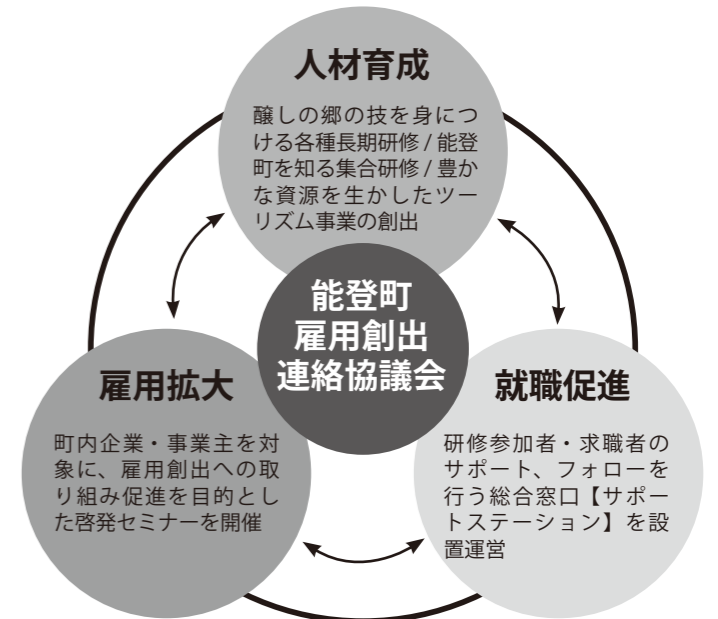 人材育成
醸しの郷の技を身につ
ける各種長期研修 / 能登
町を知る集合研修 / 豊か
な資源を生かしたツー
リズム事業の創出
能登町
雇用創出
連絡協議会
雇用拡大
町内企業・事業主を対
象に、雇用創出への取
り組み促進を目的とし
た啓発セミナーを開催
就職促進
研修参加者・求職者の
サポート、フォローを
行う総合窓口【サポー
トステーション】を設
置運営